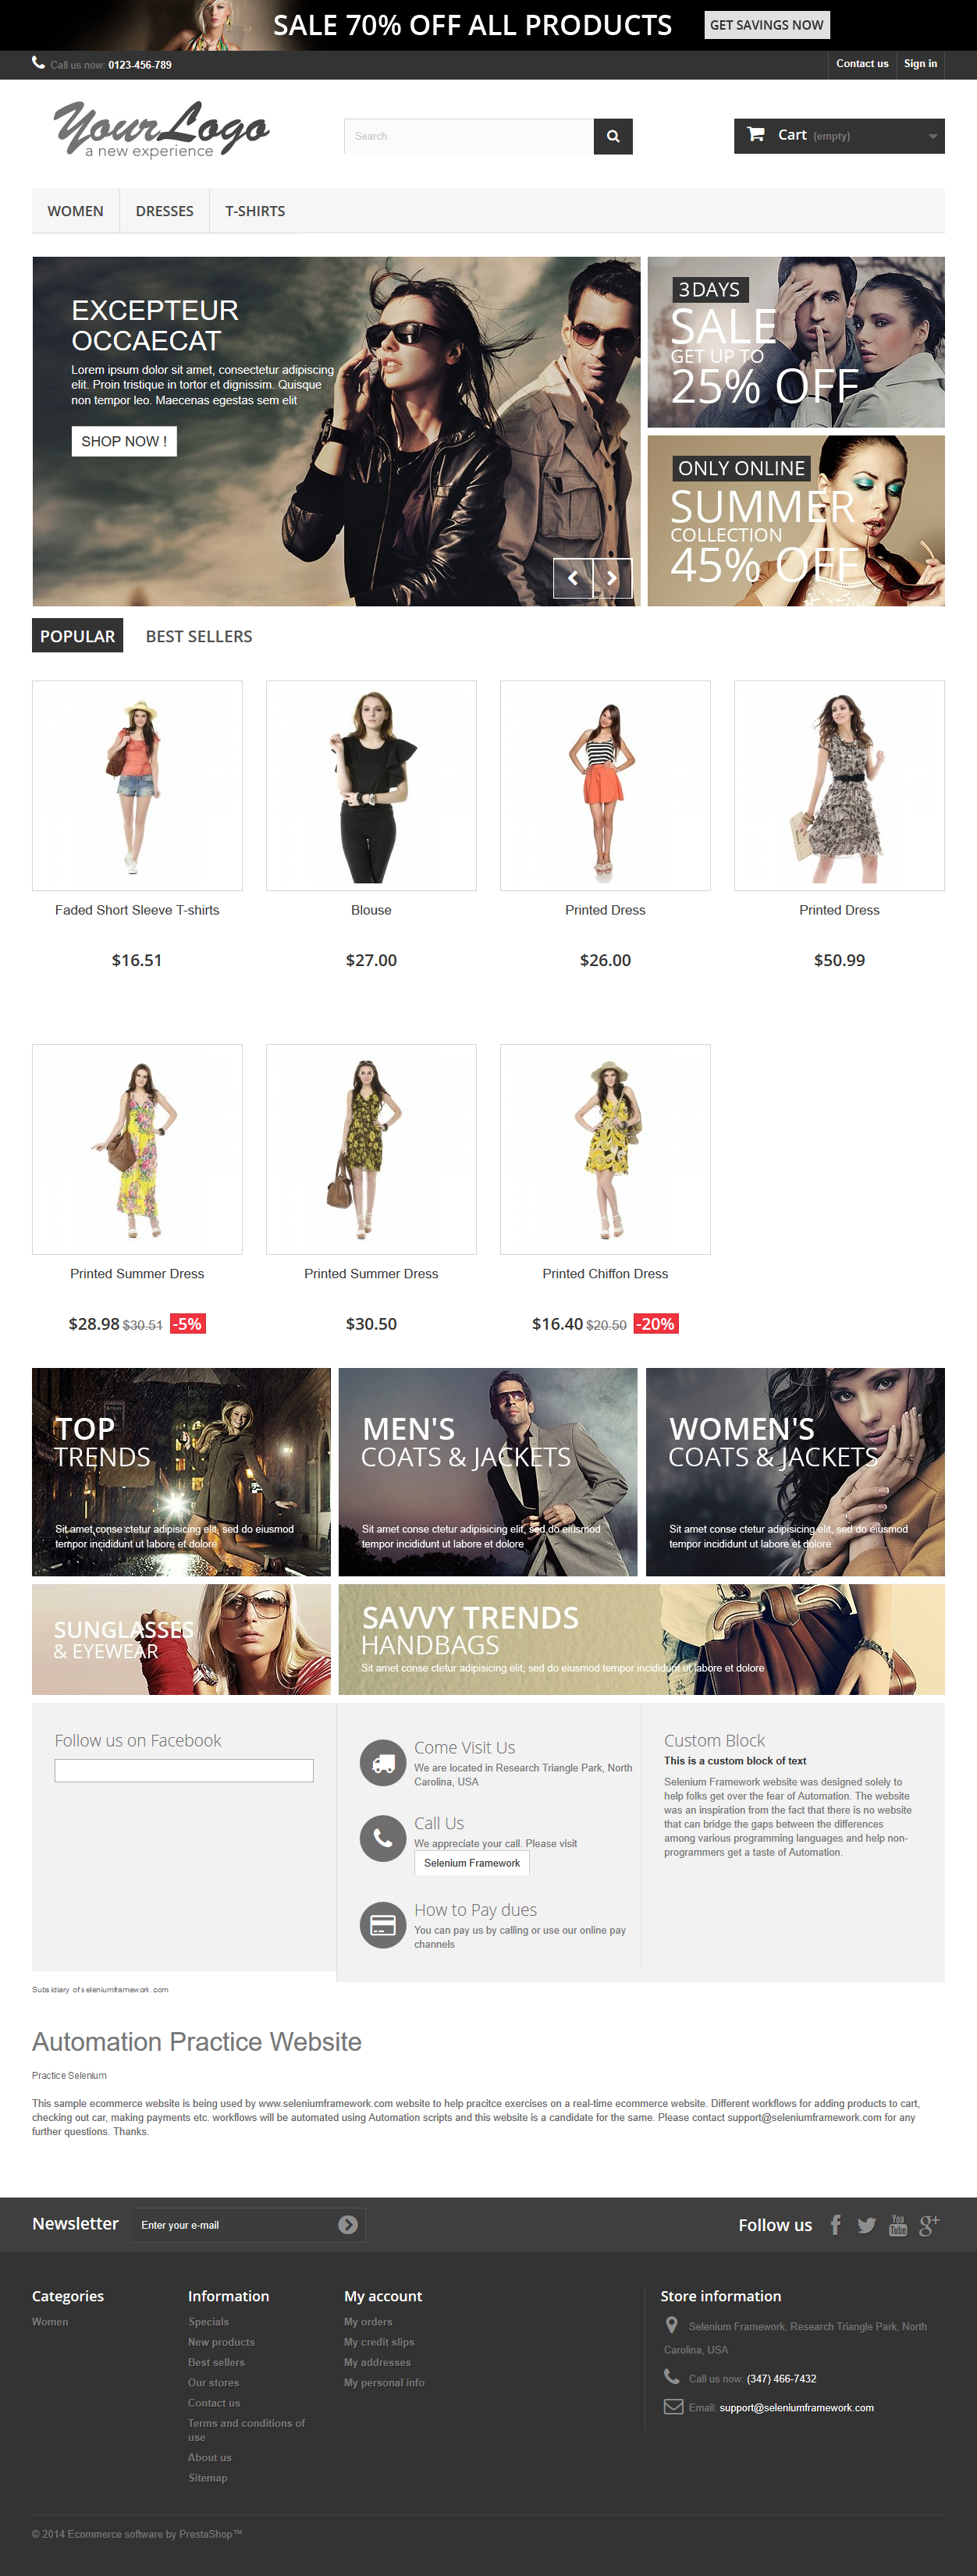 SALE 70% OFF ALL PRODUCTS GET SAVINGS NOW
Call us now: 0123-456-789
Contact us Sign in
YourLogo
a new experience
Search
Cart (empty)
WOMEN DRESSES T-SHIRTS
EXCEPTEUR
OCCAECAT
Lorem ipsum dolor sit amet, consectetur adipiscing
elit. Proin tristique in tortor et dignissim. Quisque
non tempor leo. Maecenas egestas sem elit
SHOP NOW !
3 DAYS
SALE
GET UP TO
25% OFF
ONLY ONLINE
SUMMER
COLLECTION
45% OFF
POPULAR BEST SELLERS
Faded Short Sleeve T-shirts Blouse Printed Dress Printed Dress
$16.51 $27.00 $26.00 $50.99
Printed Summer Dress Printed Summer Dress Printed Chiffon Dress
$28.98 $30.51 -5% $30.50 $16.40 $20.50 -20%
TOP
TRENDS
Sit amet conse ctetur adipisicing elit, sed do eiusmod
tempor incididunt ut labore et dolore
MEN'S
COATS & JACKETS
Sit amet conse ctetur adipisicing elit, sed do eiusmod
tempor incididunt ut labore et dolore
WOMEN'S
COATS & JACKETS
Sit amet conse ctetur adipisicing elit, sed do eiusmod
tempor incididunt ut labore et dolore
SUNGLASSES
& EYEWEAR
SAVVY TRENDS
HANDBAGS
Sit amet conse ctetur adipisicing elit, sed do eiusmod tempor incididunt ut labore et dolore
Follow us on Facebook
Come Visit Us
We are located in Research Triangle Park, North
Carolina, USA
Call Us
We appreciate your call. Please visit
Selenium Framework
How to Pay dues
You can pay us by calling or use our online pay
channels
Custom Block
This is a custom block of text
Selenium Framework website was designed solely to
help folks get over the fear of Automation. The website
was an inspiration from the fact that there is no website
that can bridge the gaps between the differences
among various programming languages and help non-
programmers get a taste of Automation.
Subsidiary of seleniumframework.com
Automation Practice Website
Practice Selenium
This sample ecommerce website is being used by www.seleniumframework.com website to help pracitce exercises on a real-time ecommerce website. Different workflows for adding products to cart,
checking out car, making payments etc. workflows will be automated using Automation scripts and this website is a candidate for the same. Please contact support@seleniumframework.com for any
further questions. Thanks.
Newsletter Enter your e-mail
Follow us You Tube g+
Categories
Women
Information
Specials
New products
Best sellers
Our stores
Contact us
Terms and conditions of
use
About us
Sitemap
My account
My orders
My credit slips
My addresses
My personal info
Store information
Selenium Framework, Research Triangle Park, North
Carolina, USA
Call us now: (347) 466-7432
Email: support@seleniumframework.com
© 2014 Ecommerce software by PrestaShop™